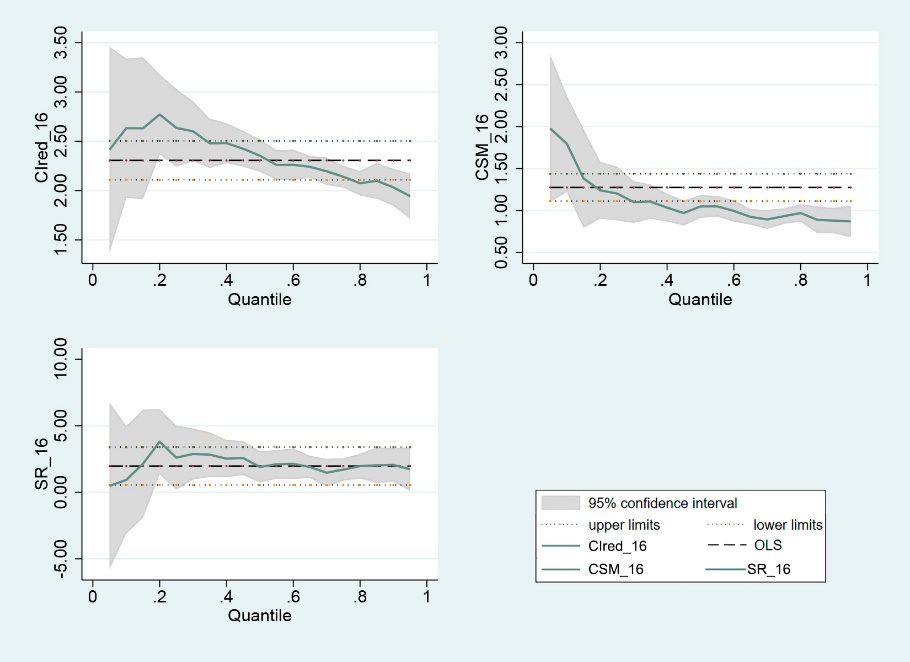 CIred_16
3.50
3.00
2.50
2.00
1.50
0 .2 .4 .6 .8 1
Quantile
CSM_16
3.00
2.50
2.00
1.50
1.00
0.50
0 .2 .4 .6 .8 1
Quantile
SR_16
10.00
5.00
0.00
-5.00
0 .2 .4 .6 .8 1
Quantile
95% confidence interval
upper limits lower limits
CIred_16 OLS
CSM_16 SR_16